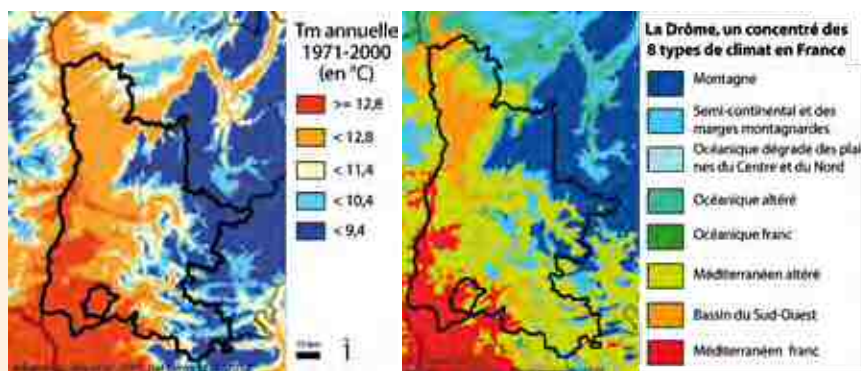 Tm annuelle
1971-2000
(en °C)
>= 12,8
< 12,8
< 11,4
< 10,4
< 9,4
La Drôme, un concentré des
8 types de climat en France
Montagne
Semi-continental et des
marges montagnardes
Océanique dégradé des plai
nes du Centre et du Nord
Océanique altéré
Océanique franc
Méditerranéen altéré
Bassin du Sud-Ouest
Méditerranéen franc